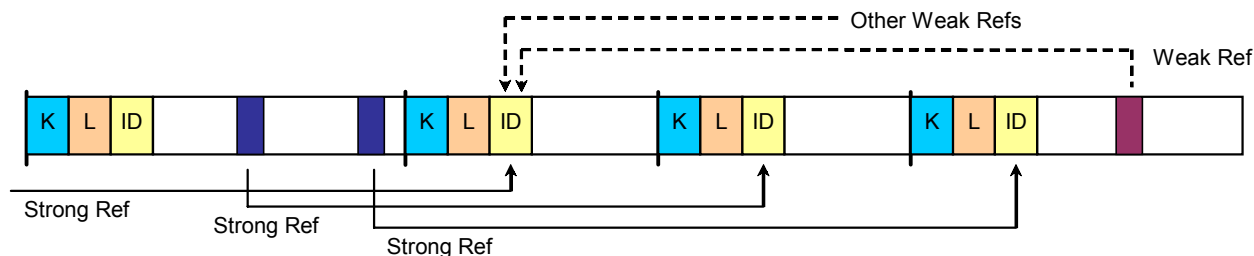 Other Weak Refs
Weak Ref
K L ID K L ID K L ID K L ID
Strong Ref
Strong Ref
Strong Ref